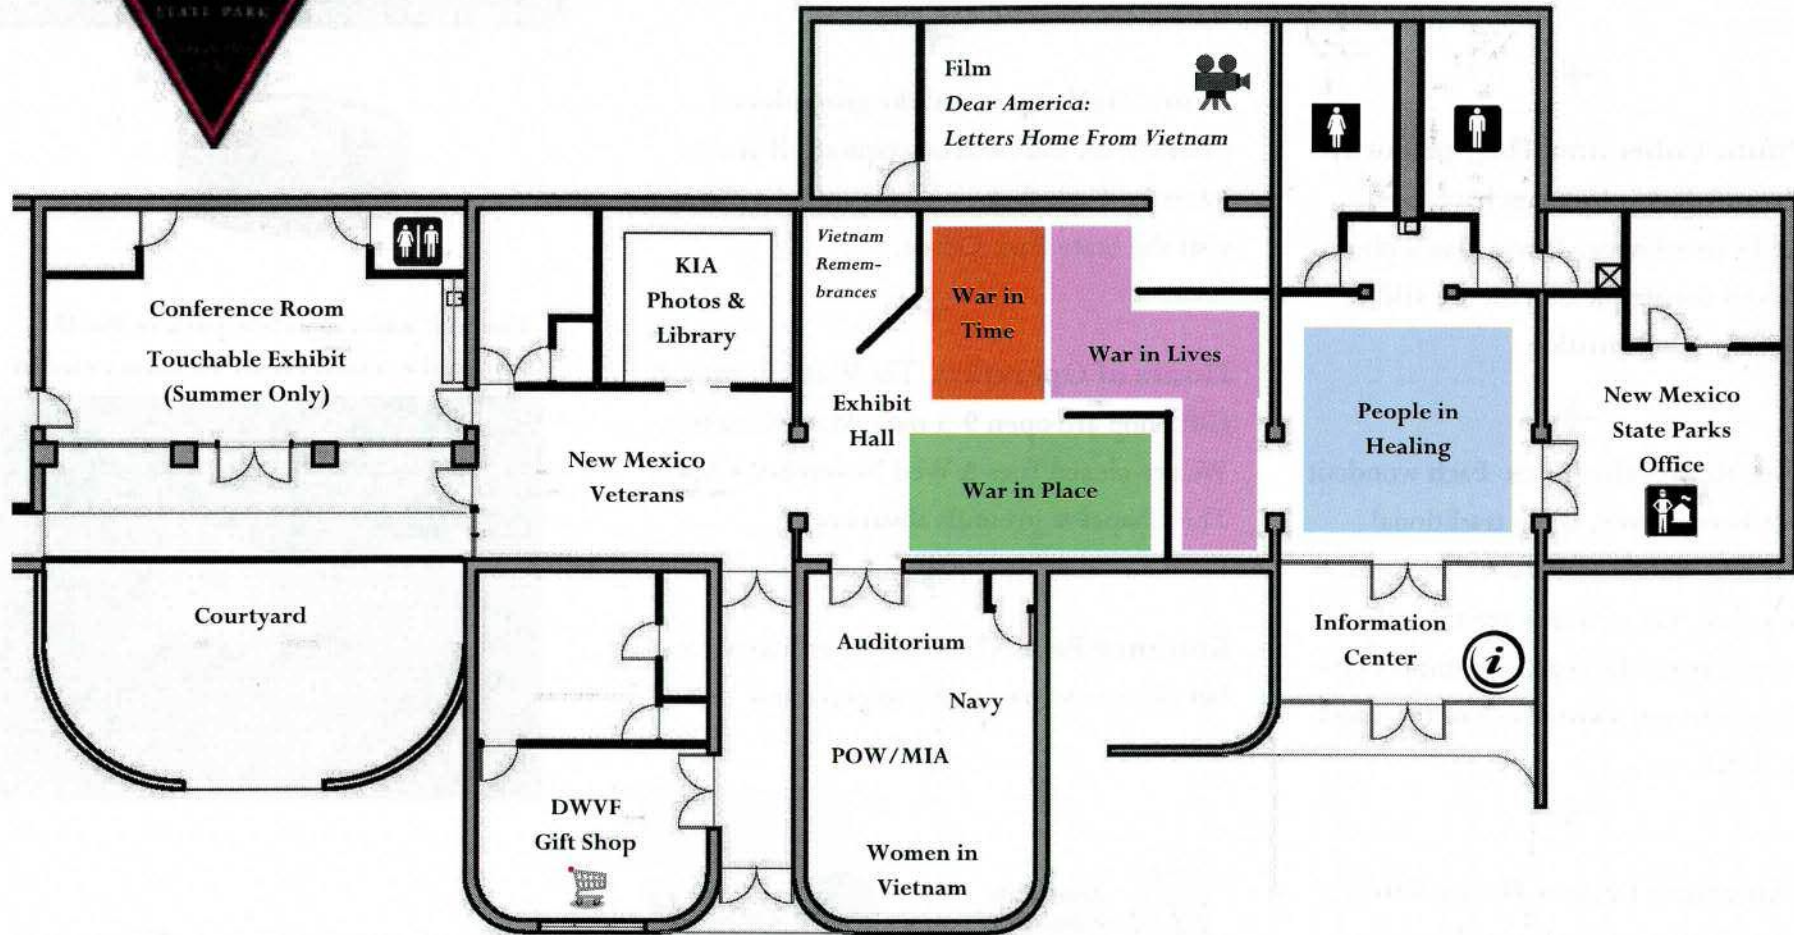 STATE PARK
Film
Dear America:
Letters Home From Vietnam
Vietnam
Remem-
brances
KIA
Photos &
Library
War in
Time
War in Lives
Conference Room
Touchable Exhibit
(Summer Only)
Exhibit
Hall
People in
Healing
New Mexico
State Parks
Office
New Mexico
Veterans
War in Place
Courtyard
Auditorium
Information
Center
i
Navy
POW/MIA
DWVF
Gift Shop
Women in
Vietnam